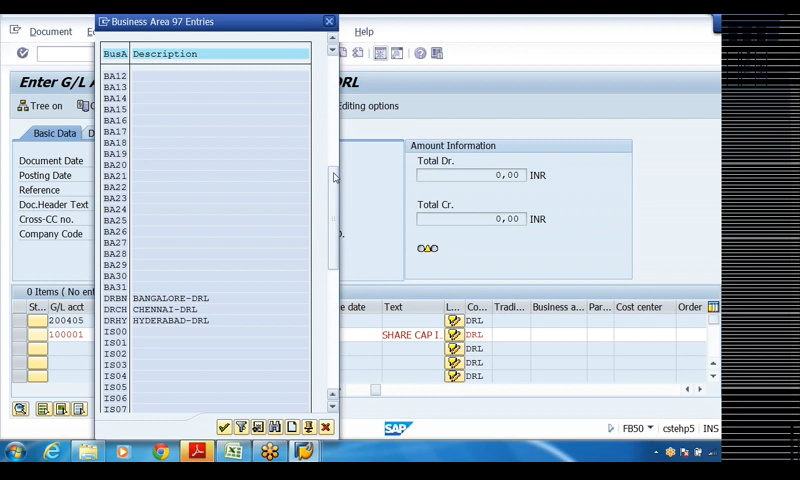 Business Area 97 Entries
Document
Help
Enter G/L A
DRL
Tree on
Editing options
Basic Data
D
Document Date
Posting Date
Reference
Doc.Header Text
Cross-CC no.
Company Code
D.
Amount Information
Total Dr.
0,00 INR
Total Cr.
0,00 INR
BusA Description
BA12
BA13
BA14
BA15
BA16
BA17
BA18
BA19
BA20
BA21
BA22
BA23
BA24
BA25
BA26
BA27
BA28
BA29
BA30
BA31
DRBN BANGALORE-DRL
DRCH CHENNAI-DRL
DRHY HYDERABAD-DRL
IS00
IS01
IS02
IS03
IS04
IS05
IS06
IS07
0 Items ( No ent
St... G/L acct
ue date Text L... Co... Tradi... Business a... Par... Cost center Order
200405 DRL
100001 SHARE CAP I... DRL
DRL
DRL
DRL
DRL
SAP
FB50 cstehp5 INS